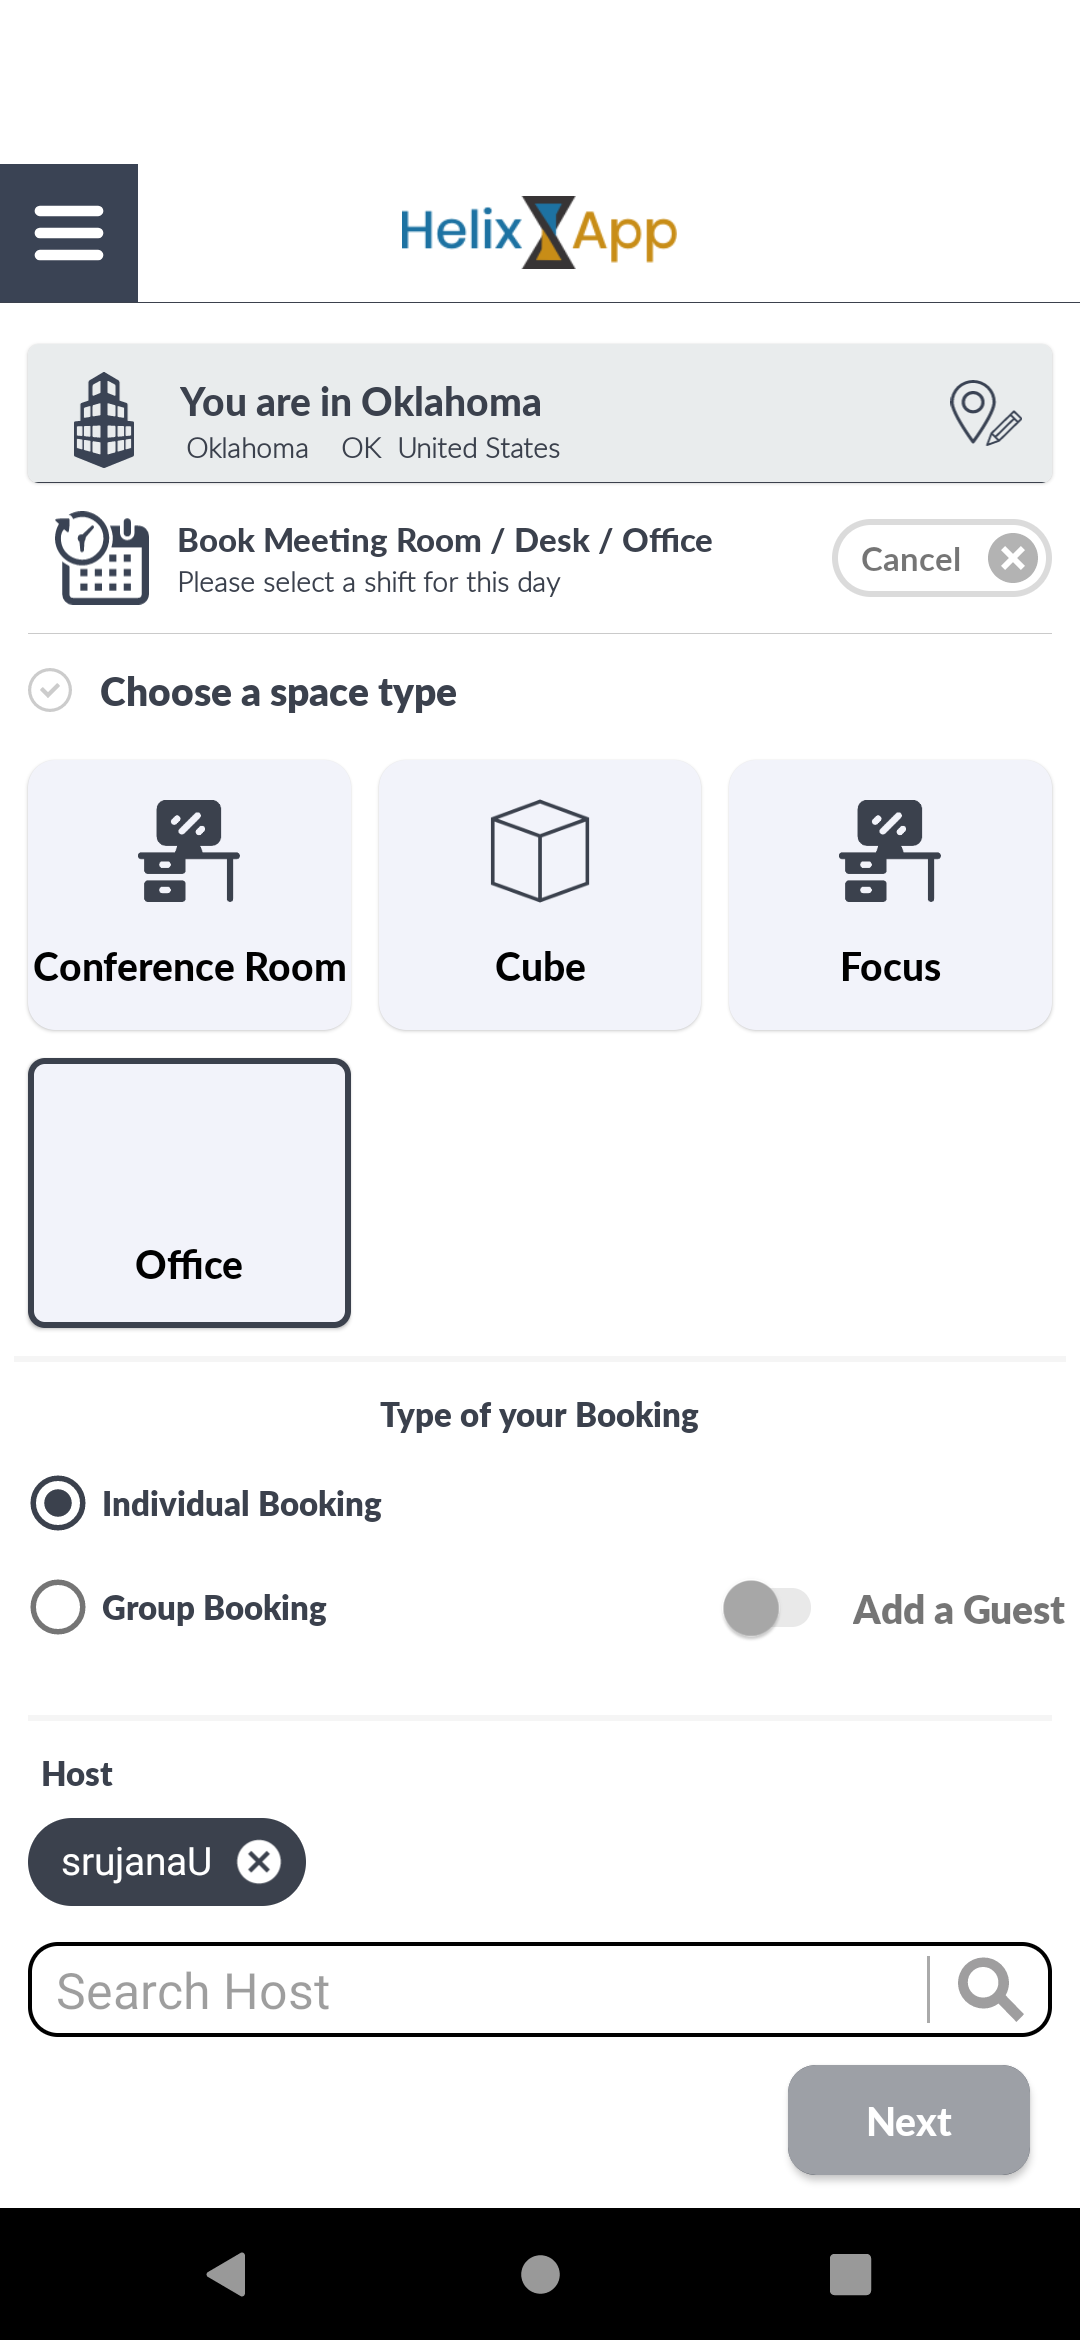 Helix App
You are in Oklahoma
Oklahoma OK United States
Book Meeting Room / Desk / Office
Please select a shift for this day
Cancel
Choose a space type
Conference Room
Cube
Focus
Office
Type of your Booking
Individual Booking
Group Booking
Add a Guest
Host
srujanaU
Search Host
Next